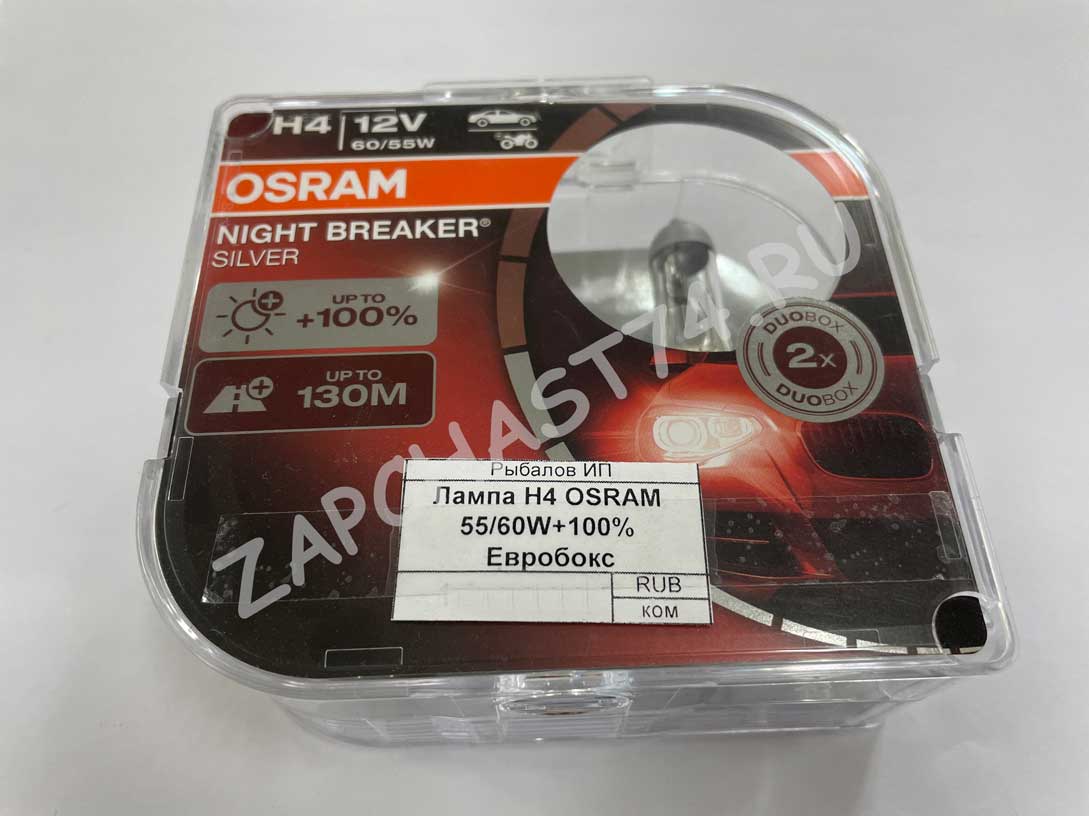 H4 12V
60/55W
OSRAM
NIGHT BREAKER®
SILVER
UP TO
+100%
UP TO
130M
DUOBOX
2x
DUOBOX
ZAPCHAST74.RU
Рыбалов ИП
Лампа H4 OSRAM
55/60W+100%
Евробокс
RUB
ком